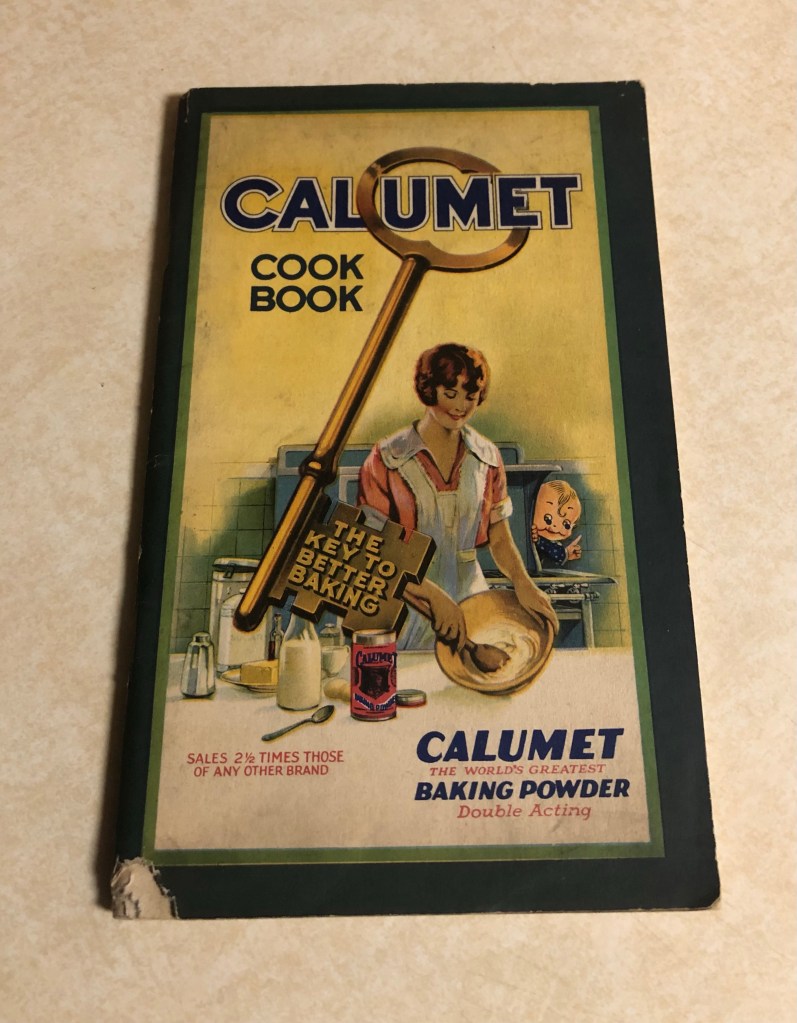 CALUMET
COOK
BOOK
THE
KEY TO
BETTER
BAKING
CALUMET
SALES 2½ TIMES THOSE
OF ANY OTHER BRAND
CALUMET
THE WORLD'S GREATEST
BAKING POWDER
Double Acting